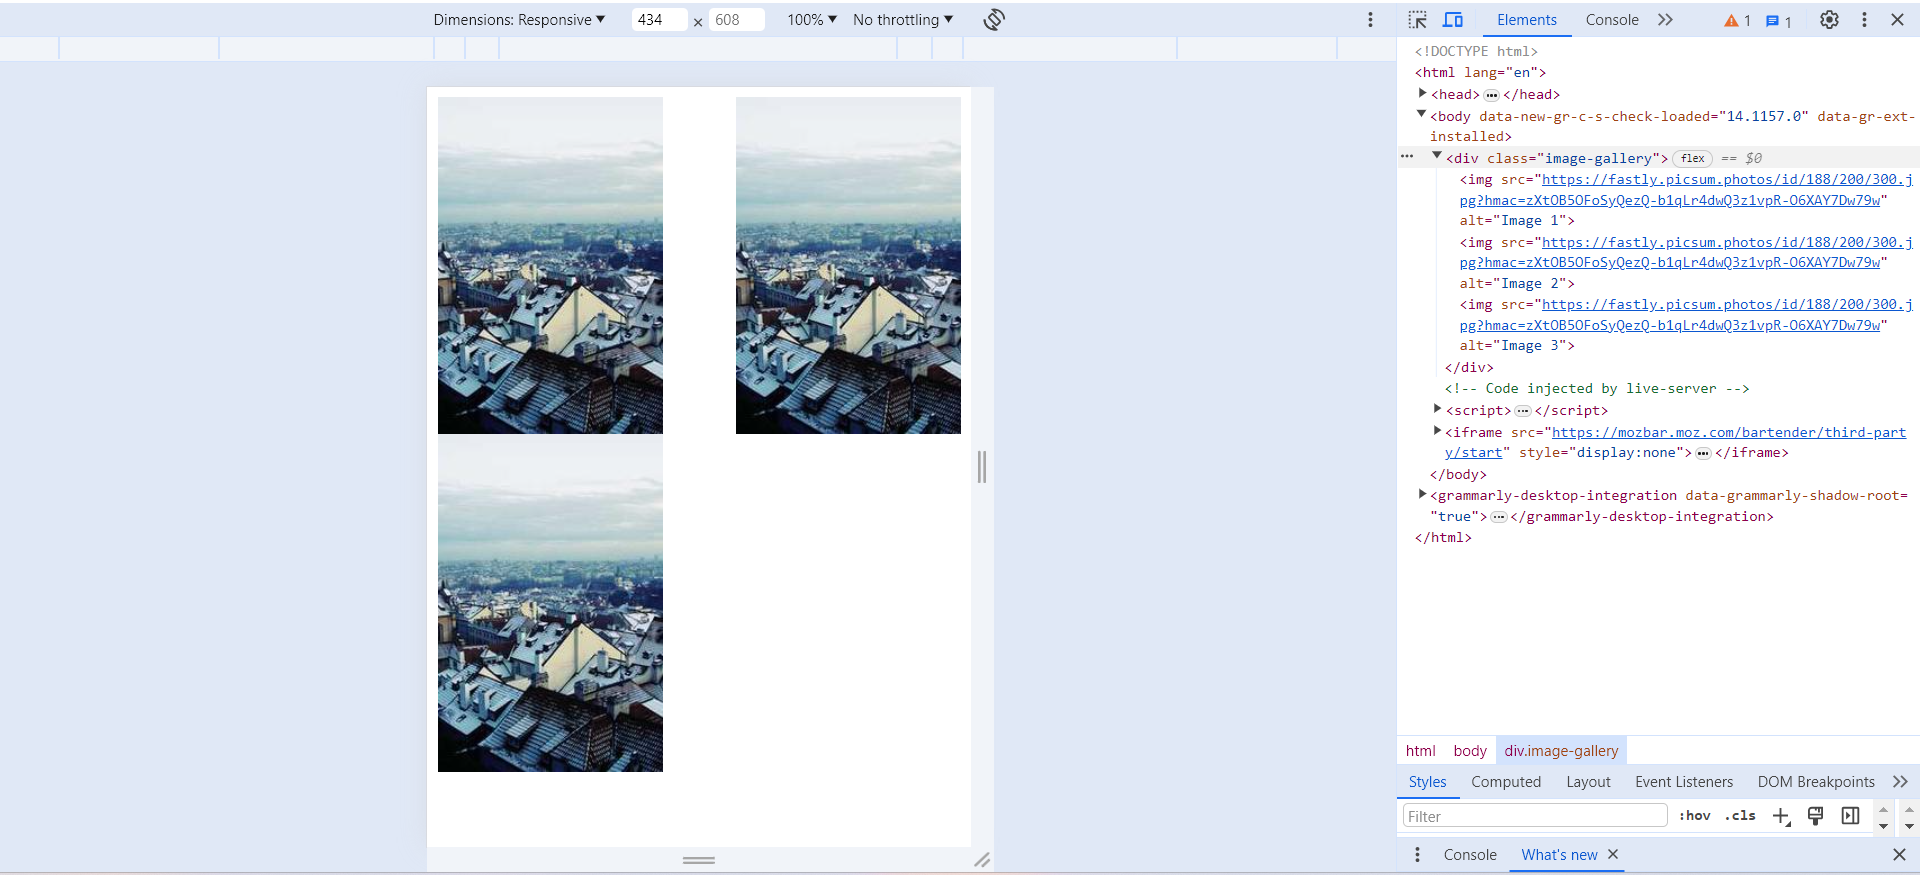 Dimensions: Responsive ▼ 434 × 608 100% ▼ No throttling ▼
Elements Console 1 1
<!DOCTYPE html>
<html lang="en">
<head> ••• </head>
<body data-new-gr-c-s-check-loaded="14.1157.0" data-gr-ext-
installed>
••• <div class="image-gallery"> flex == $0
<img src="https://fastly.picsum.photos/id/188/200/300.j
pg?hmac=zXtOB5OFoSyQezQ-b1qLr4dwQ3z1vpR-O6XAY7Dw79w"
alt="Image 1">
<img src="https://fastly.picsum.photos/id/188/200/300.j
pg?hmac=zXtOB5OFoSyQezQ-b1qLr4dwQ3z1vpR-O6XAY7Dw79w"
alt="Image 2">
<img src="https://fastly.picsum.photos/id/188/200/300.j
pg?hmac=zXtOB5OFoSyQezQ-b1qLr4dwQ3z1vpR-O6XAY7Dw79w"
alt="Image 3">
</div>
<!-- Code injected by live-server -->
<script> ••• </script>
<iframe src="https://mozbar.moz.com/bartender/third-part
y/start" style="display:none"> ••• </iframe>
</body>
<grammarly-desktop-integration data-grammarly-shadow-root=
"true"> ••• </grammarly-desktop-integration>
</html>
html body div.image-gallery
Styles Computed Layout Event Listeners DOM Breakpoints
Filter :hov .cls
Console What's new